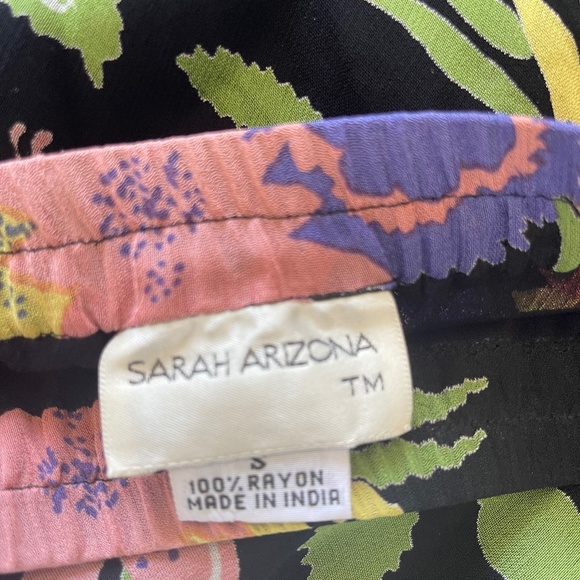 SARAH ARIZONA
TM
S
100% RAYON
MADE IN INDIA